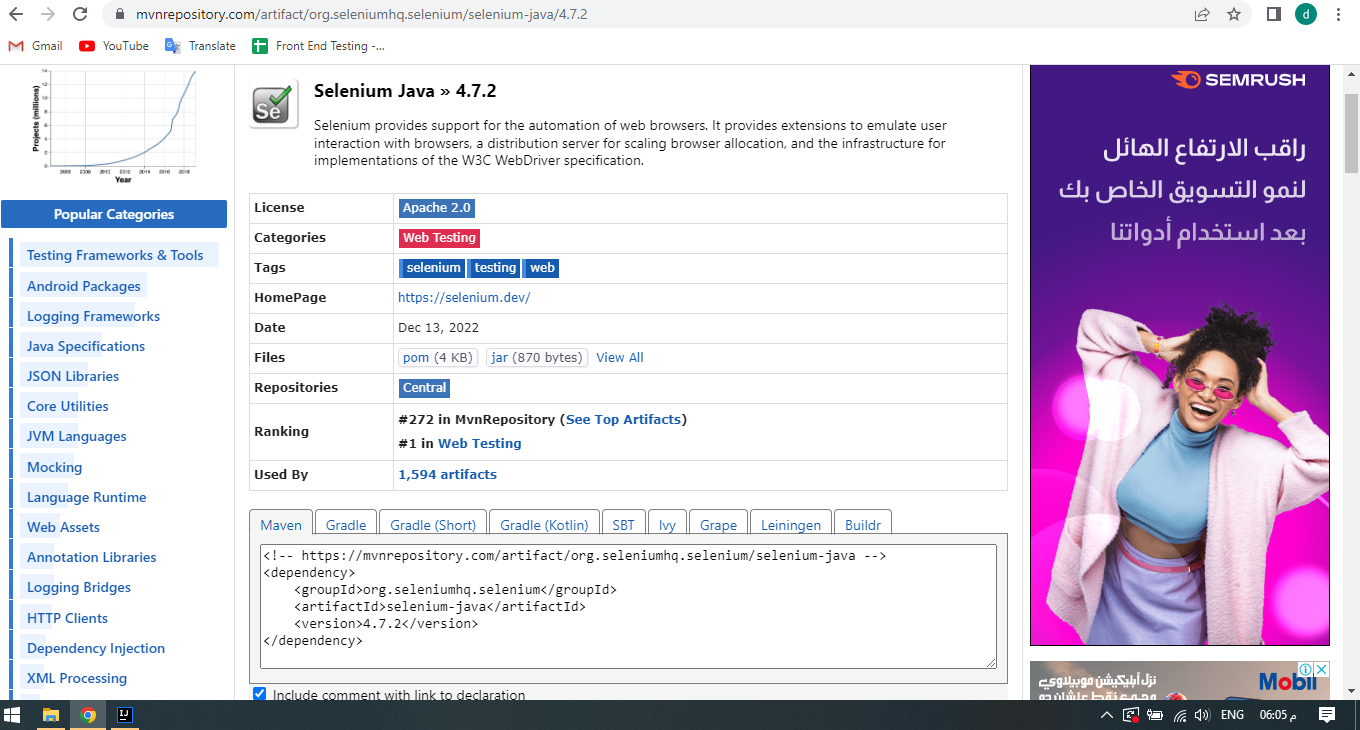 mvnrepository.com/artifact/org.seleniumhq.selenium/selenium-java/4.7.2
d
Gmail
YouTube
Translate
Front End Testing -...
Projects (millions)
Year
Popular Categories
Testing Frameworks & Tools
Android Packages
Logging Frameworks
Java Specifications
JSON Libraries
Core Utilities
JVM Languages
Mocking
Language Runtime
Web Assets
Annotation Libraries
Logging Bridges
HTTP Clients
Dependency Injection
XML Processing
Se
Selenium Java » 4.7.2
Selenium provides support for the automation of web browsers. It provides extensions to emulate user
interaction with browsers, a distribution server for scaling browser allocation, and the infrastructure for
implementations of the W3C WebDriver specification.
License Apache 2.0
Categories Web Testing
Tags selenium testing web
HomePage https://selenium.dev/
Date Dec 13, 2022
Files pom (4 KB) jar (870 bytes) View All
Repositories Central
Ranking #272 in MvnRepository (See Top Artifacts)
#1 in Web Testing
Used By 1,594 artifacts
Maven Gradle Gradle (Short) Gradle (Kotlin) SBT Ivy Grape Leiningen Buildr
<!-- https://mvnrepository.com/artifact/org.seleniumhq.selenium/selenium-java -->
<dependency>
    <groupId>org.seleniumhq.selenium</groupId>
    <artifactId>selenium-java</artifactId>
    <version>4.7.2</version>
</dependency>
Include comment with link to declaration
SEMRUSH
راقب الارتفاع الهائل
لنمو التسويق الخاص بك
بعد استخدام أدواتنا
نزل أبليكيشن موبيلاوي
Mobil
IJ
ENG
06:05 م